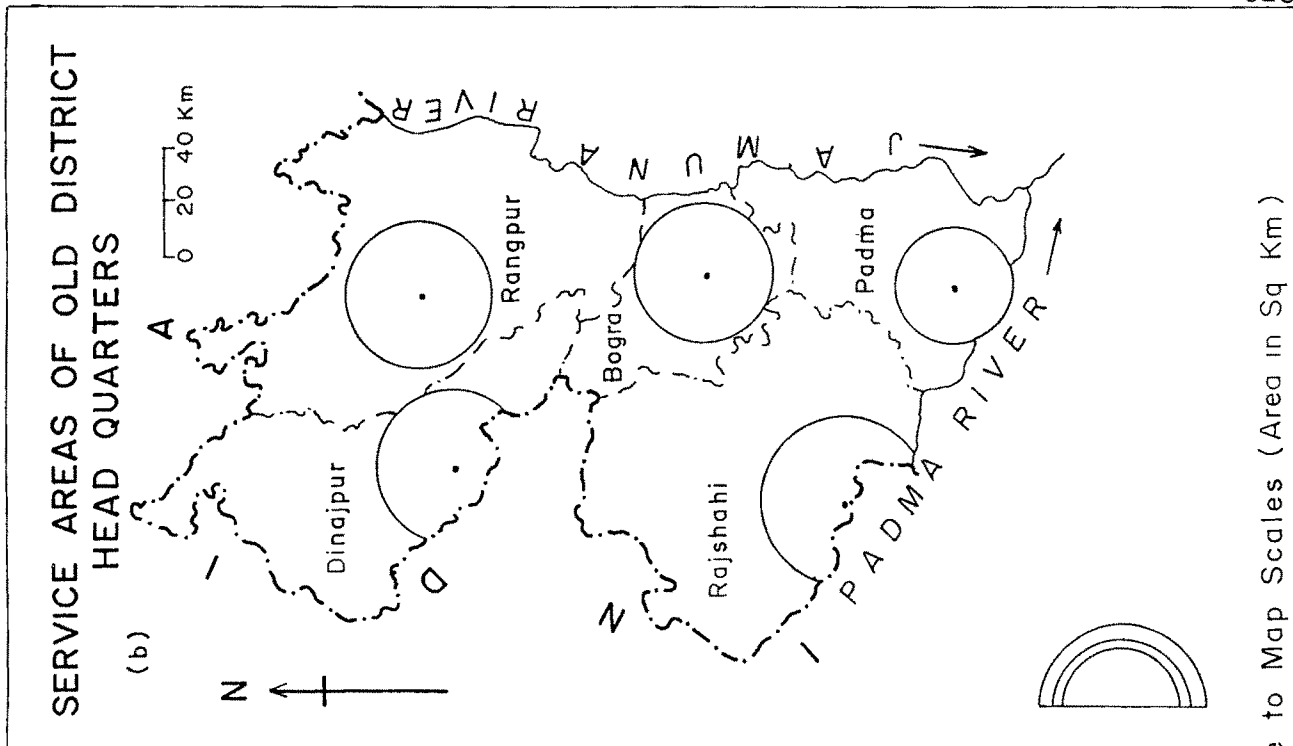 SERVICE AREAS OF OLD DISTRICT
HEAD QUARTERS
(b)
0 20 40 Km
N
A
I
D
N
I
Dinajpur
Rangpur
Bogra
Rajshahi
Padma
JAMUNA RIVER
PADMA RIVER
to Map Scales (Area in Sq Km)